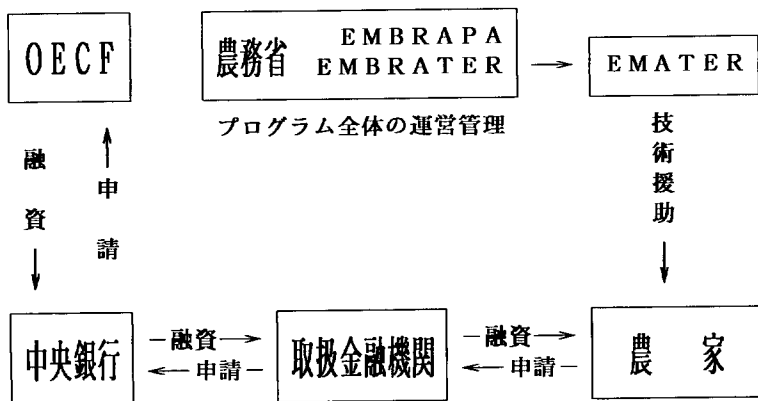 OECF
農務省
EMBRAPA
EMBRATER
EMATER
プログラム全体の運営管理
融資
申請
技術援助
中央銀行
融資
申請
取扱金融機関
融資
申請
農家